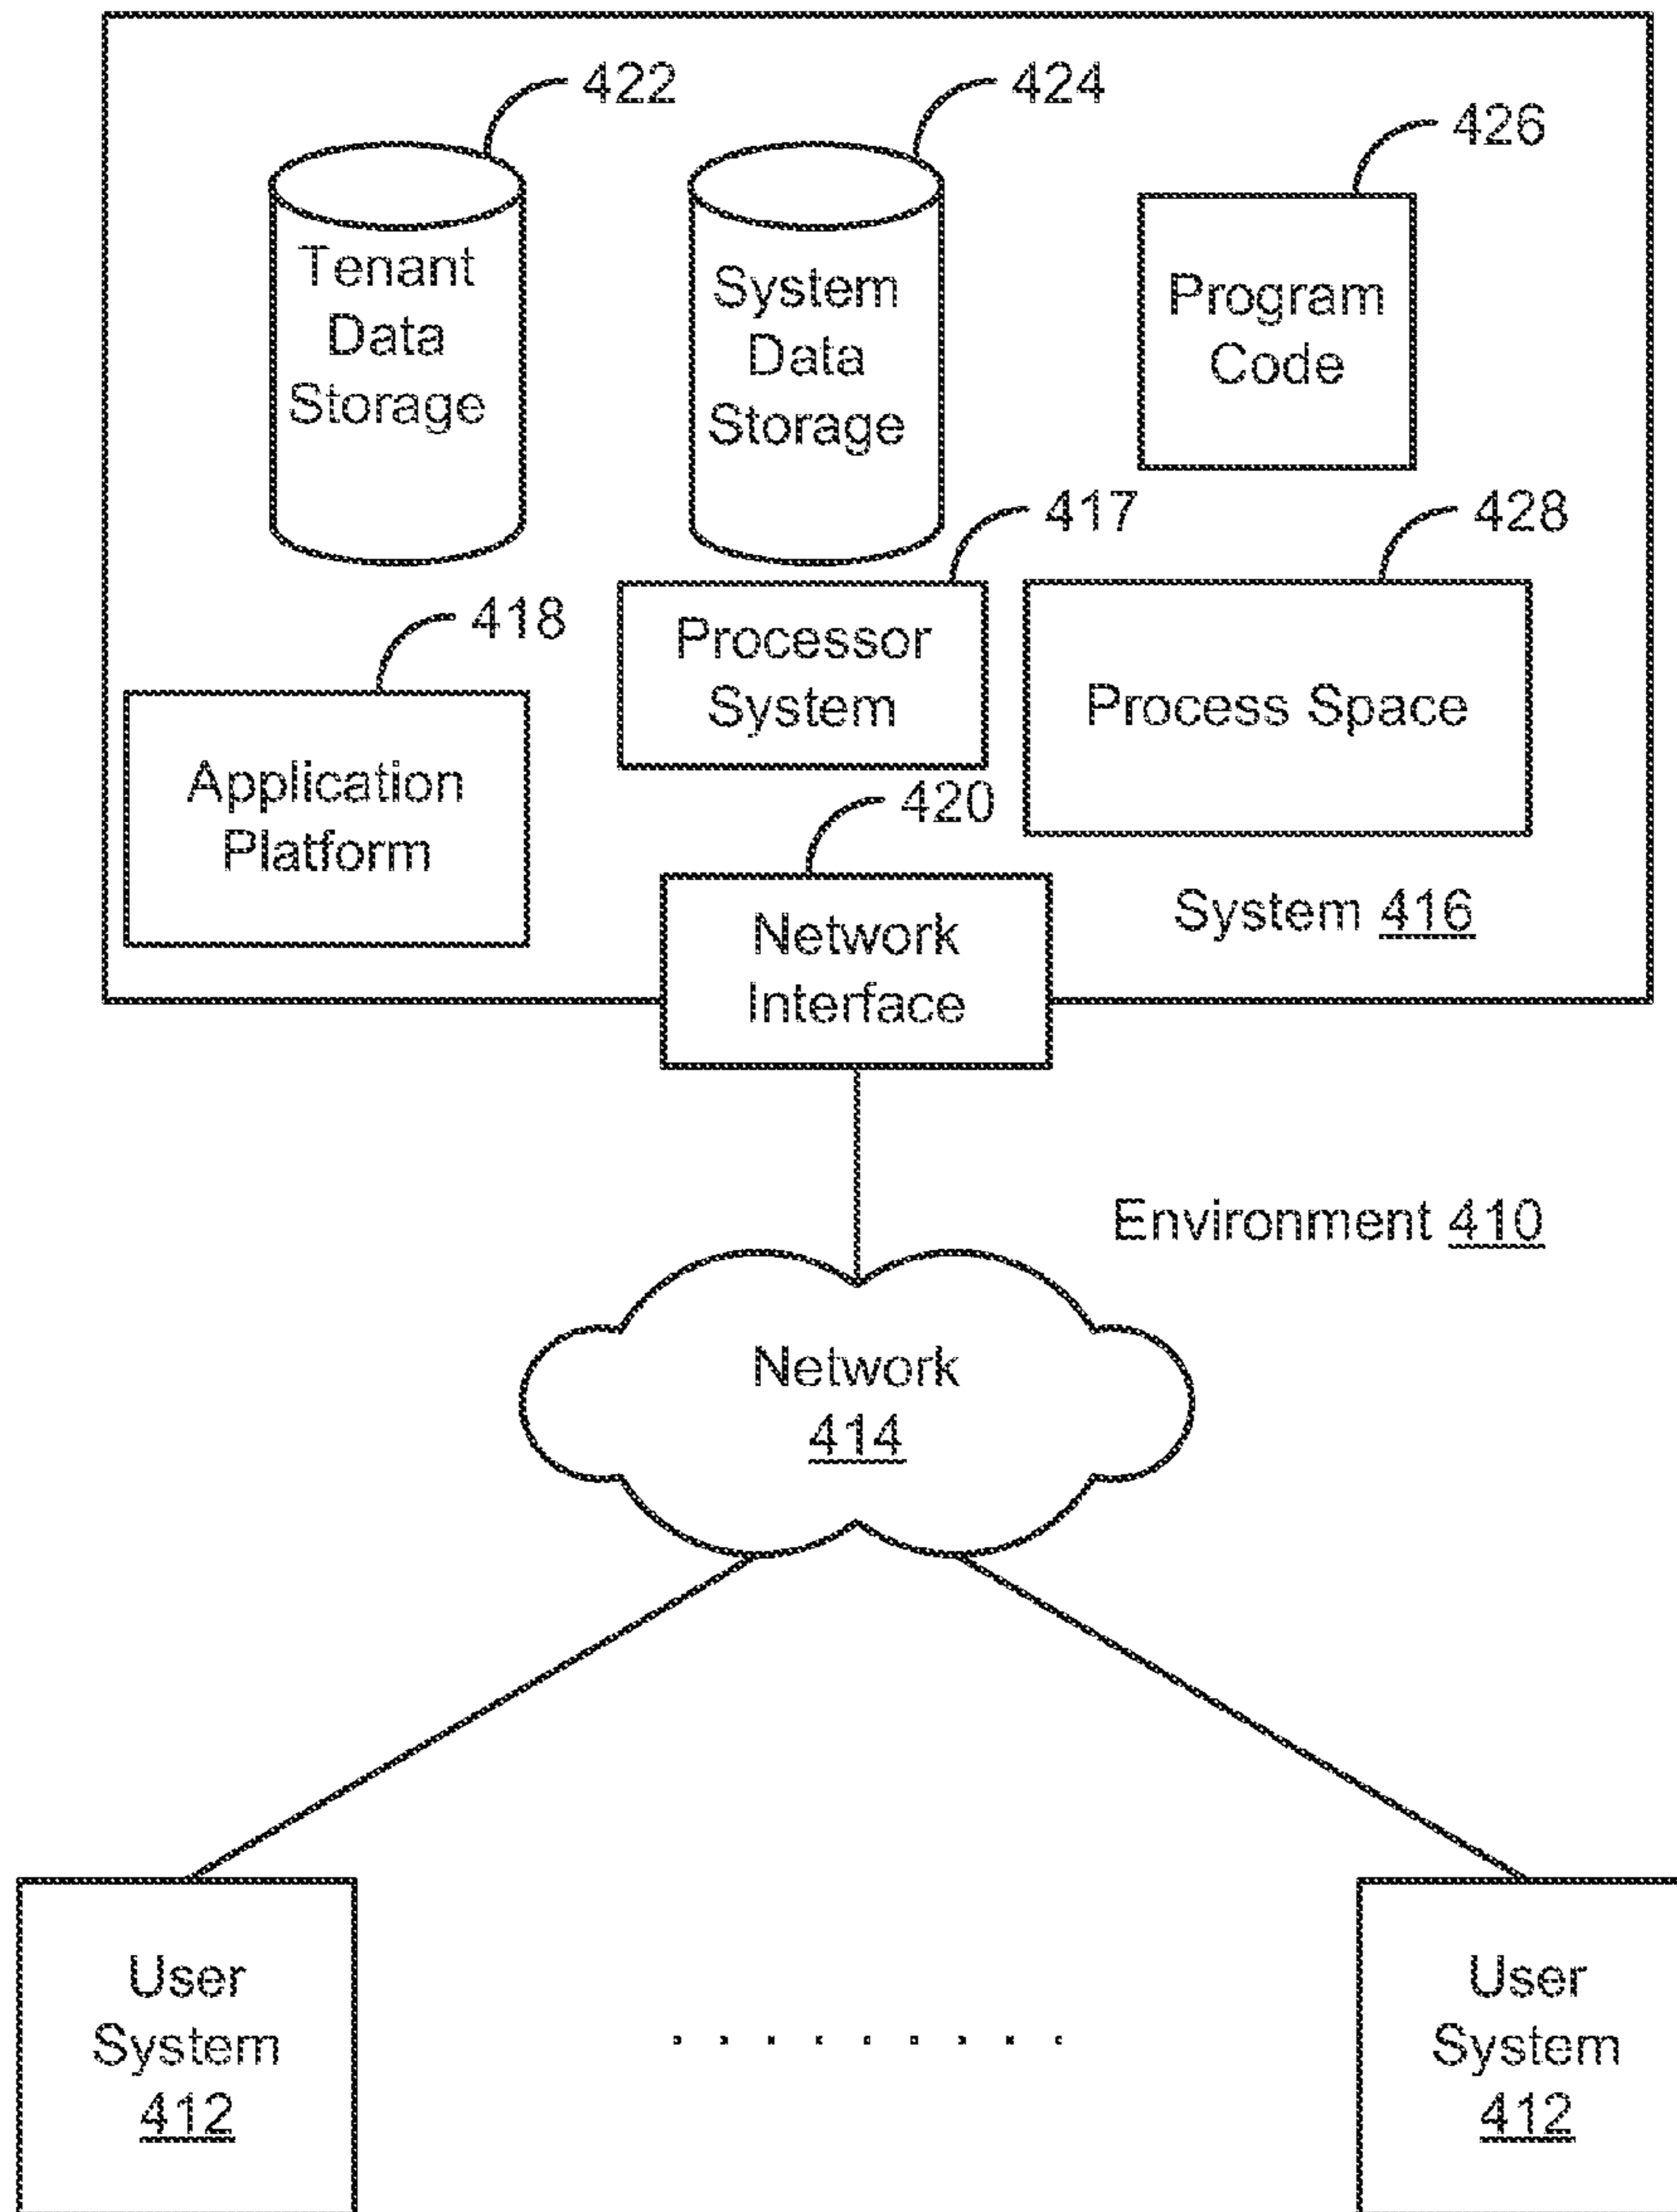 422
424
426
Tenant
Data
Storage
System
Data
Storage
Program
Code
417
428
418
Processor
System
Process Space
Application
Platform
420
System 416
Network
Interface
Environment 410
Network
414
User
System
412
User
System
412